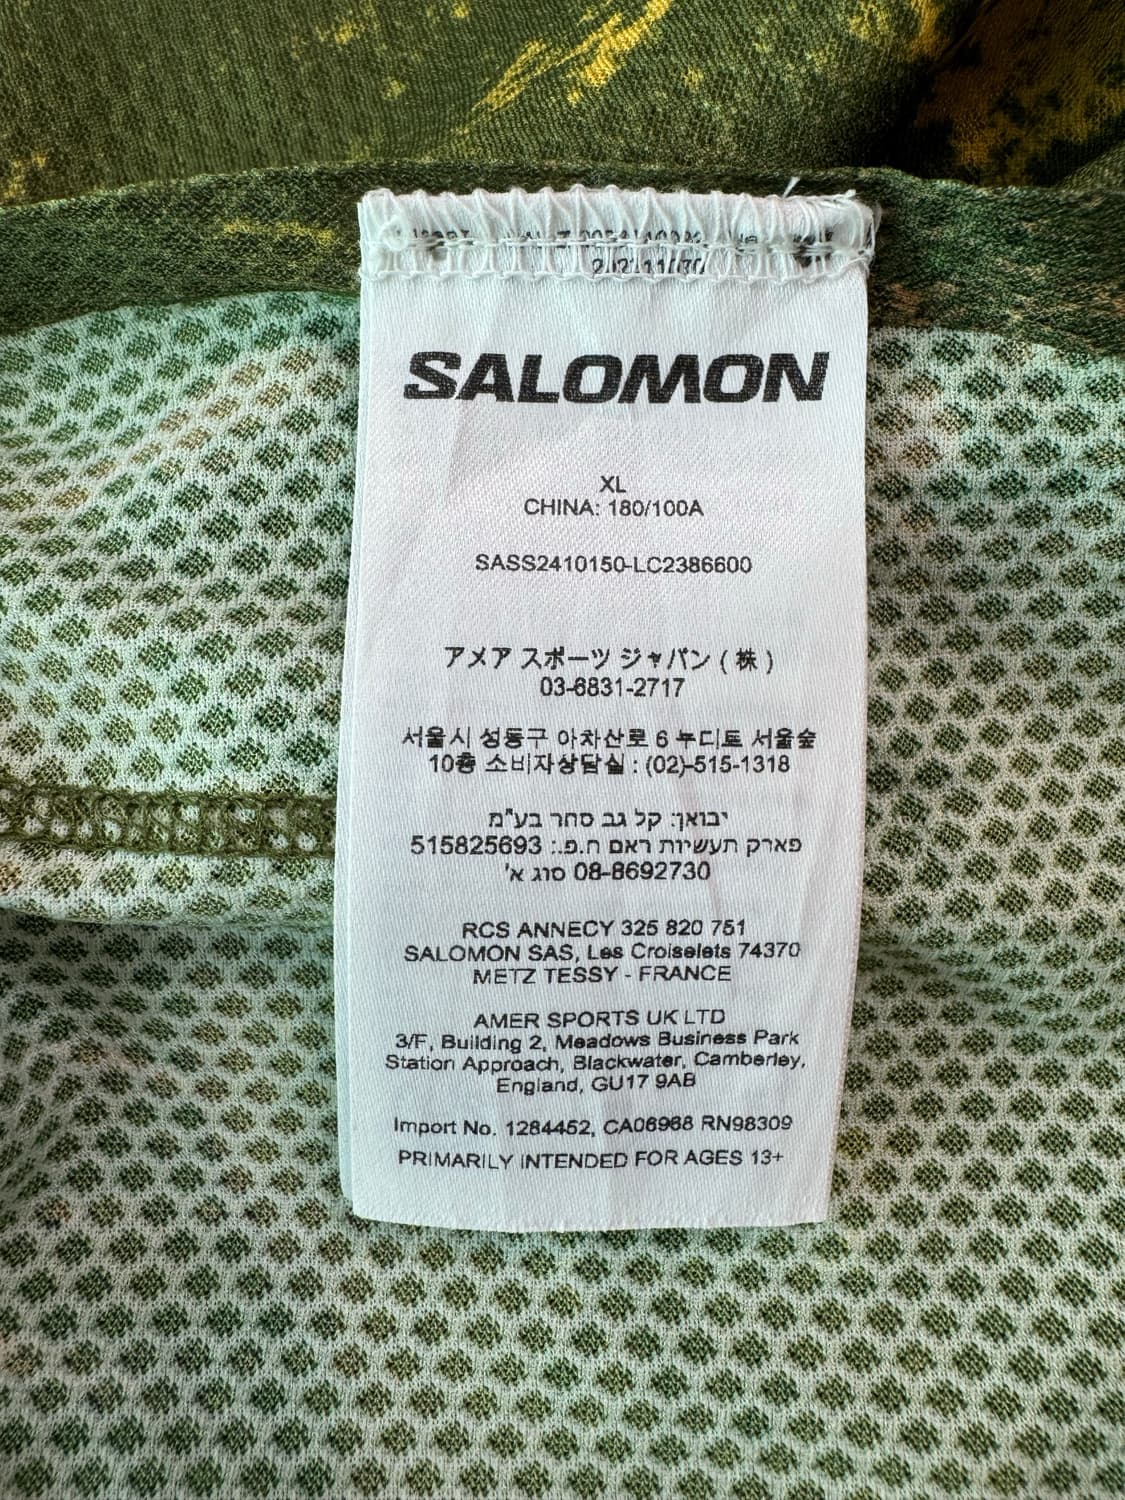 SALOMON
XL
CHINA: 180/100A
SASS2410150-LC2386600
アメア スポーツ ジャパン ( 株 )
03-6831-2717
서울시 성동구 아차산로 6 누디트 서울숲
10층 소비자상담실 : (02)-515-1318
יבואן: קל גב סחר בע"מ
פארק תעשיות ראם ח.פ.: 515825693
08-8692730 סוג א'
RCS ANNECY 325 820 751
SALOMON SAS, Les Croiselets 74370
METZ TESSY - FRANCE
AMER SPORTS UK LTD
3/F, Building 2, Meadows Business Park
Station Approach, Blackwater, Camberley,
England, GU17 9AB
Import No. 1284452, CA06988 RN98309
PRIMARILY INTENDED FOR AGES 13+